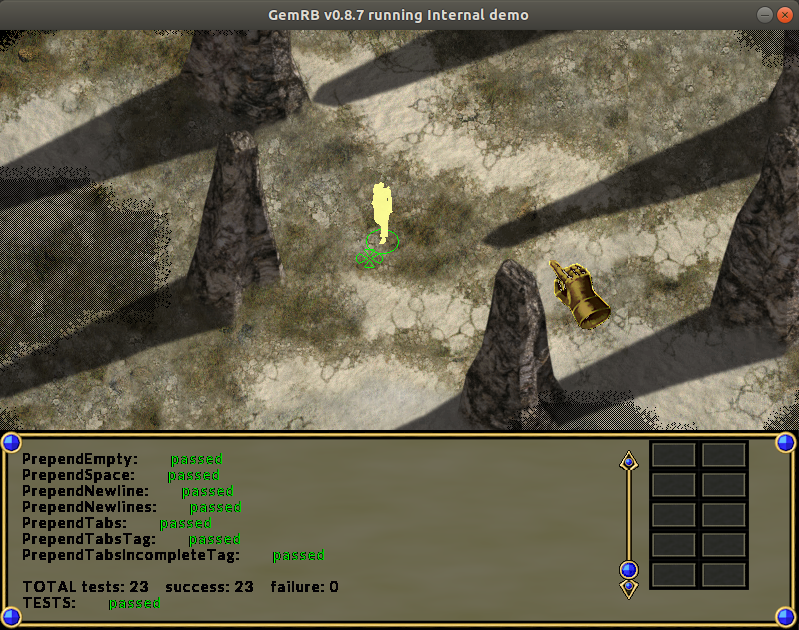 GemRB v0.8.7 running Internal demo
PrependEmpty: passed
PrependSpace: passed
PrependNewline: passed
PrependNewlines: passed
PrependTabs: passed
PrependTabsTag: passed
PrependTabsIncompleteTag: passed
TOTAL tests: 23 success: 23 failure: 0
TESTS: passed